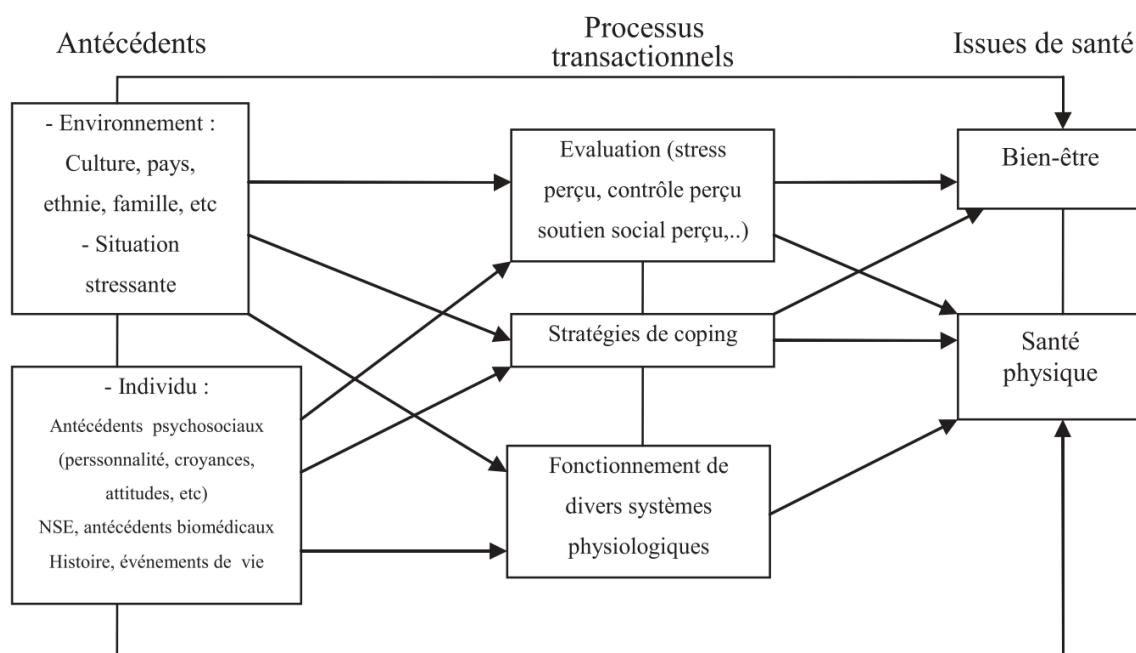 Antécédents
Processus
transactionnels
Issues de santé
- Environnement :
Culture, pays,
ethnie, famille, etc
- Situation
stressante
- Individu :
Antécédents psychosociaux
(perssonnalité, croyances,
attitudes, etc)
NSE, antécédents biomédicaux
Histoire, événements de vie
Evaluation (stress
perçu, contrôle perçu
soutien social perçu,..)
Stratégies de coping
Fonctionnement de
divers systèmes
physiologiques
Bien-être
Santé
physique